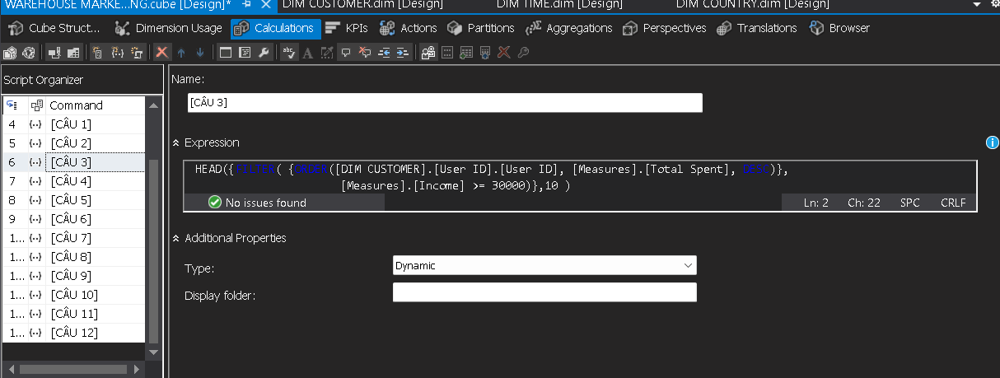 WAREHOUSE MARKE...NG.cube [Design]*
DIM CUSTOMER.dim [Design]
DIM TIME.dim [Design]
DIM COUNTRY.dim [Design]
Cube Struct...
Dimension Usage
Calculations
KPIs
Actions
Partitions
Aggregations
Perspectives
Translations
Browser
Script Organizer
Command
4 [CÂU 1]
5 [CÂU 2]
6 [CÂU 3]
7 [CÂU 4]
8 [CÂU 5]
9 [CÂU 6]
1... [CÂU 7]
1... [CÂU 8]
1... [CÂU 9]
1... [CÂU 10]
1... [CÂU 11]
1... [CÂU 12]
Name:
[CÂU 3]
Expression
HEAD({FILTER( {ORDER([DIM CUSTOMER].[User ID].[User ID], [Measures].[Total Spent], DESC)},
[Measures].[Income] >= 30000)},10 )
No issues found
Ln: 2 Ch: 22 SPC CRLF
Additional Properties
Type:
Dynamic
Display folder: